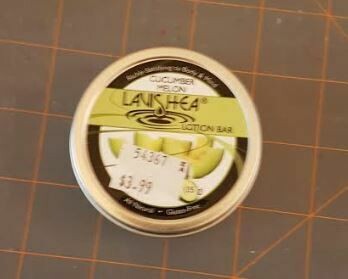 CUCUMBER
MELON
LAVISHEA®
LOTION BAR
54367
$3.99
All Natural • Gluten Free